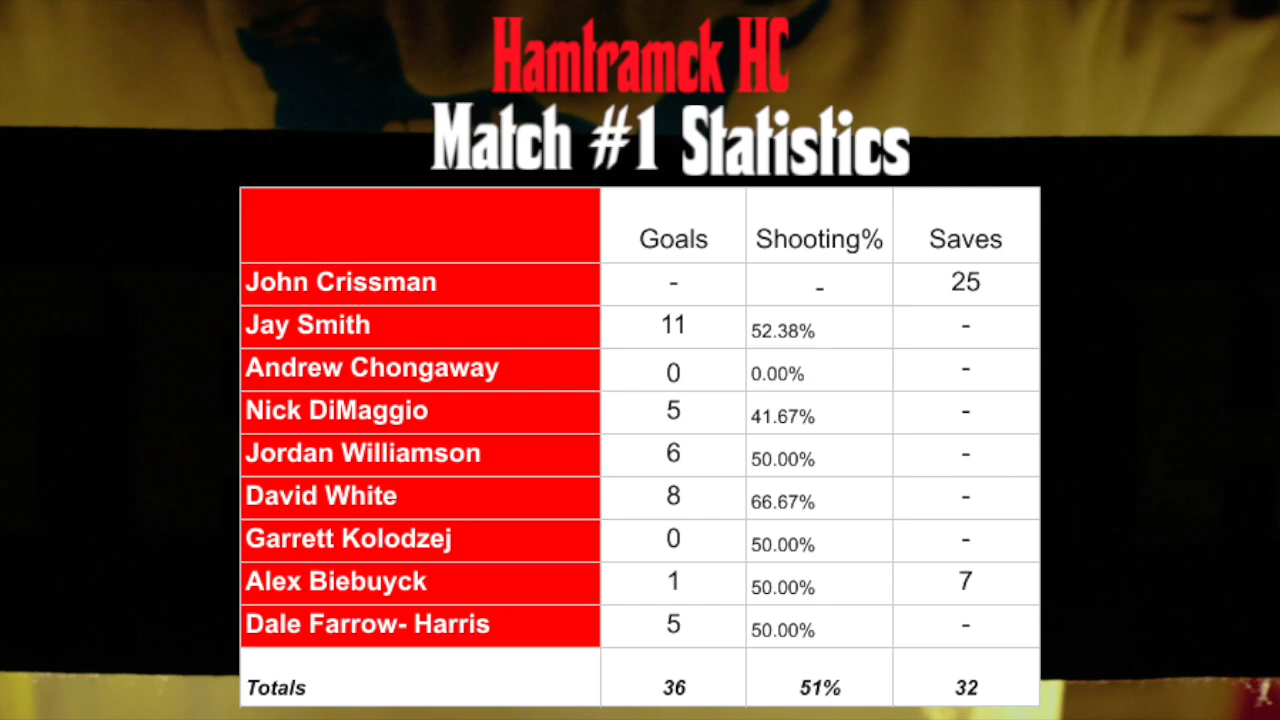 Hamtramck HC
Match #1 Statistics
Goals Shooting% Saves
John Crissman - - 25
Jay Smith 11 52.38% -
Andrew Chongaway 0 0.00% -
Nick DiMaggio 5 41.67% -
Jordan Williamson 6 50.00% -
David White 8 66.67% -
Garrett Kolodzej 0 50.00% -
Alex Biebuyck 1 50.00% 7
Dale Farrow- Harris 5 50.00% -
Totals 36 51% 32